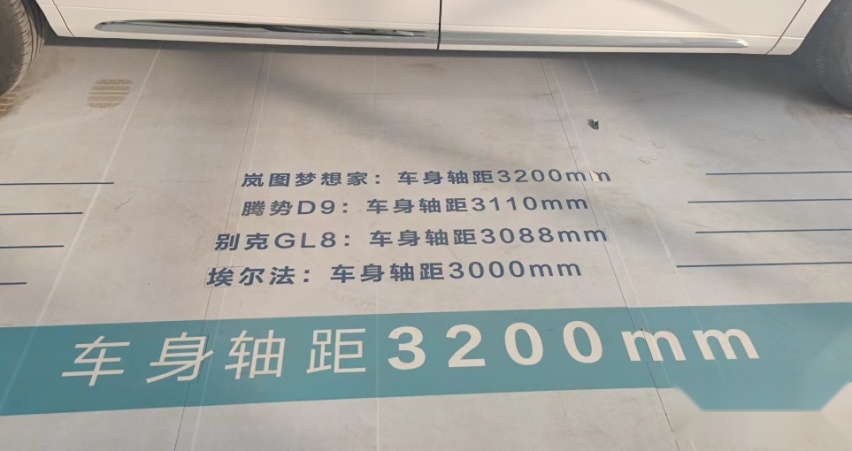 岚图梦想家：车身轴距3200mm
腾势D9：车身轴距3110mm
别克GL8：车身轴距3088mm
埃尔法：车身轴距3000mm
车身轴距3200mm